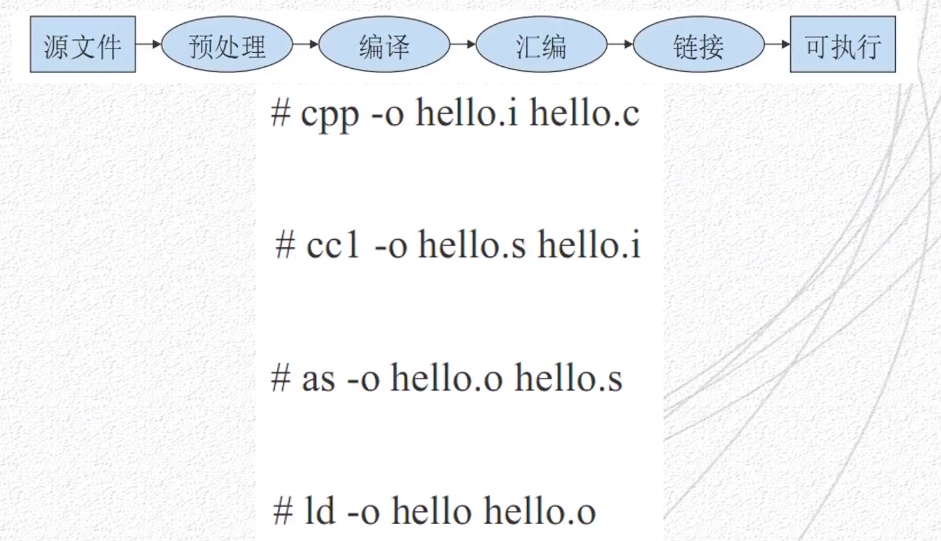 源文件 预处理 编译 汇编 链接 可执行
# cpp -o hello.i hello.c
# cc1 -o hello.s hello.i
# as -o hello.o hello.s
# ld -o hello hello.o